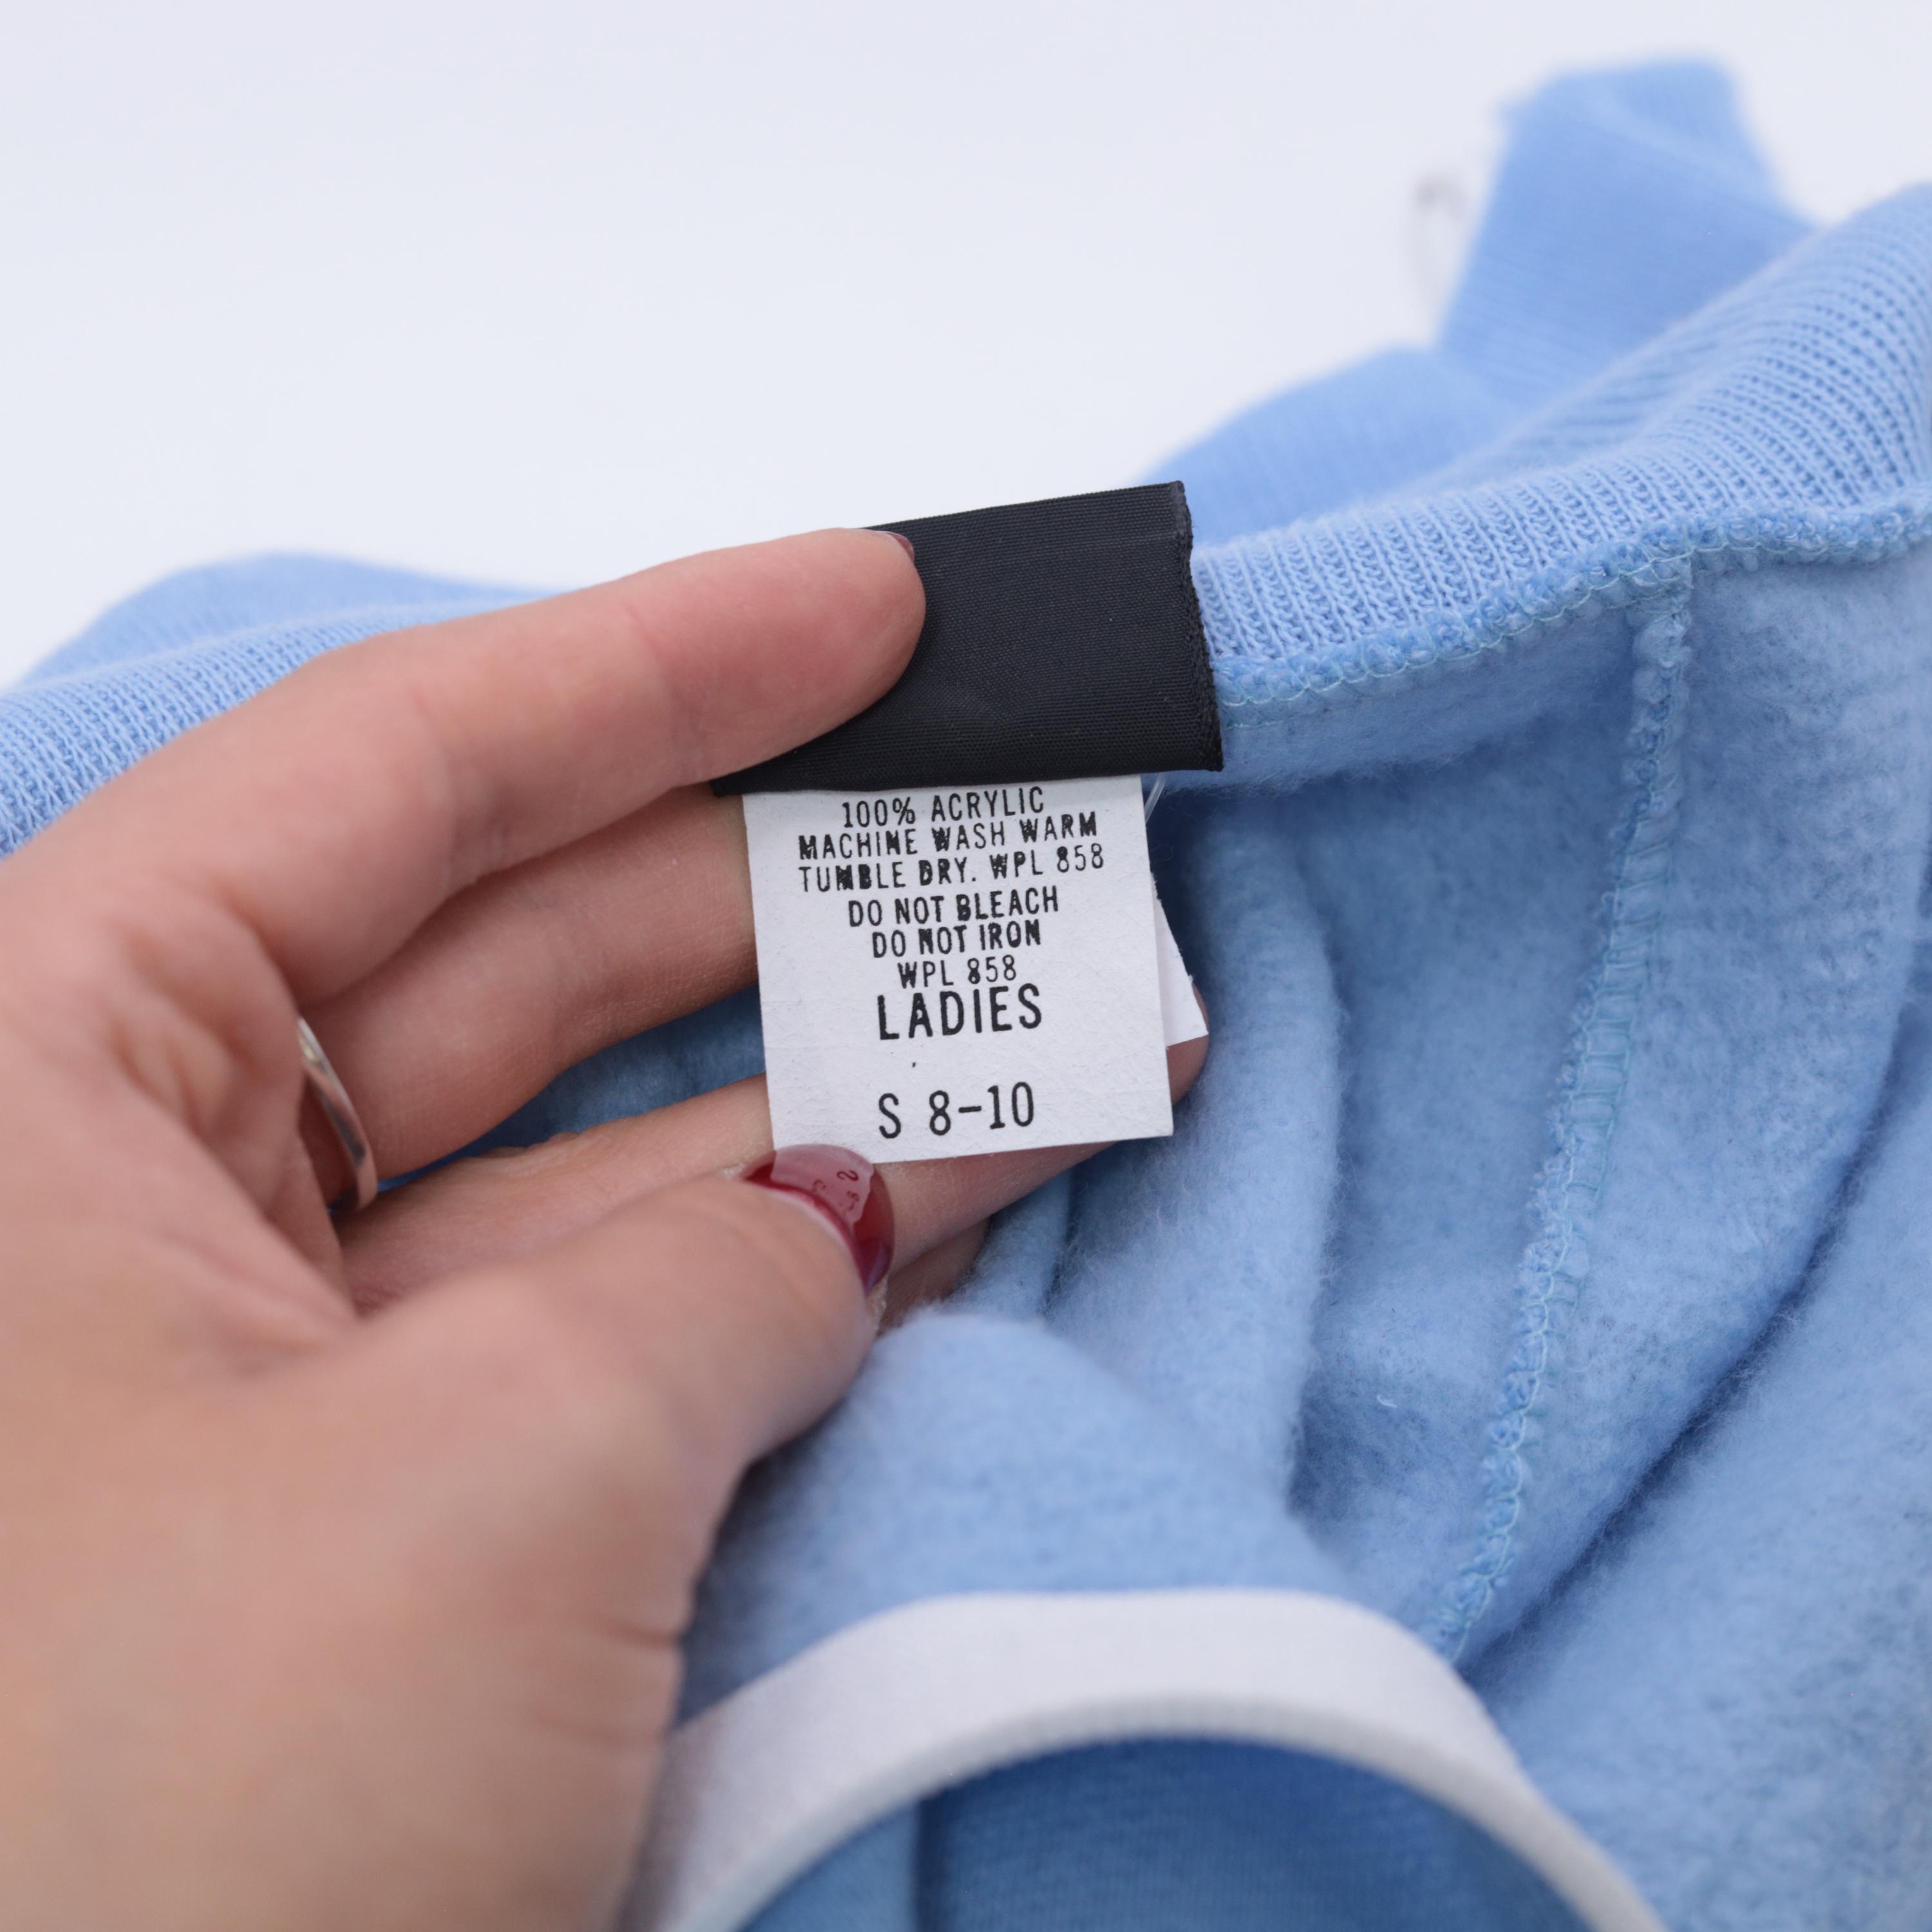 100% ACRYLIC
MACHINE WASH WARM
TUMBLE DRY. WPL 858
DO NOT BLEACH
DO NOT IRON
WPL 858
LADIES
S 8-10